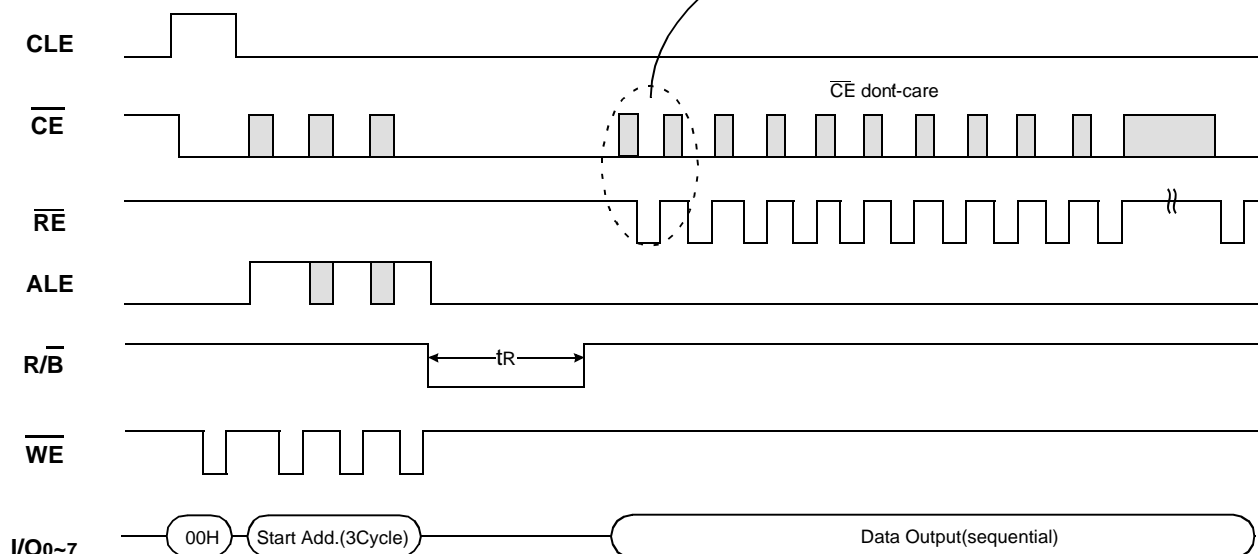 CLE
CE dont-care
CE
RE
ALE
R/B
tR
WE
I/O0~7
00H
Start Add.(3Cycle)
Data Output(sequential)